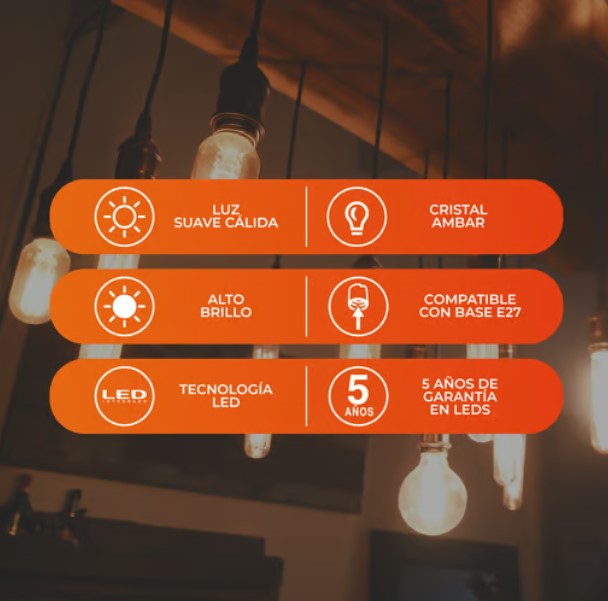 LUZ
SUAVE CÁLIDA
CRISTAL
AMBAR
ALTO
BRILLO
COMPATIBLE
CON BASE E27
LED
TECNOLOGÍA
LED
5
AÑOS
5 AÑOS DE
GARANTÍA
EN LEDS